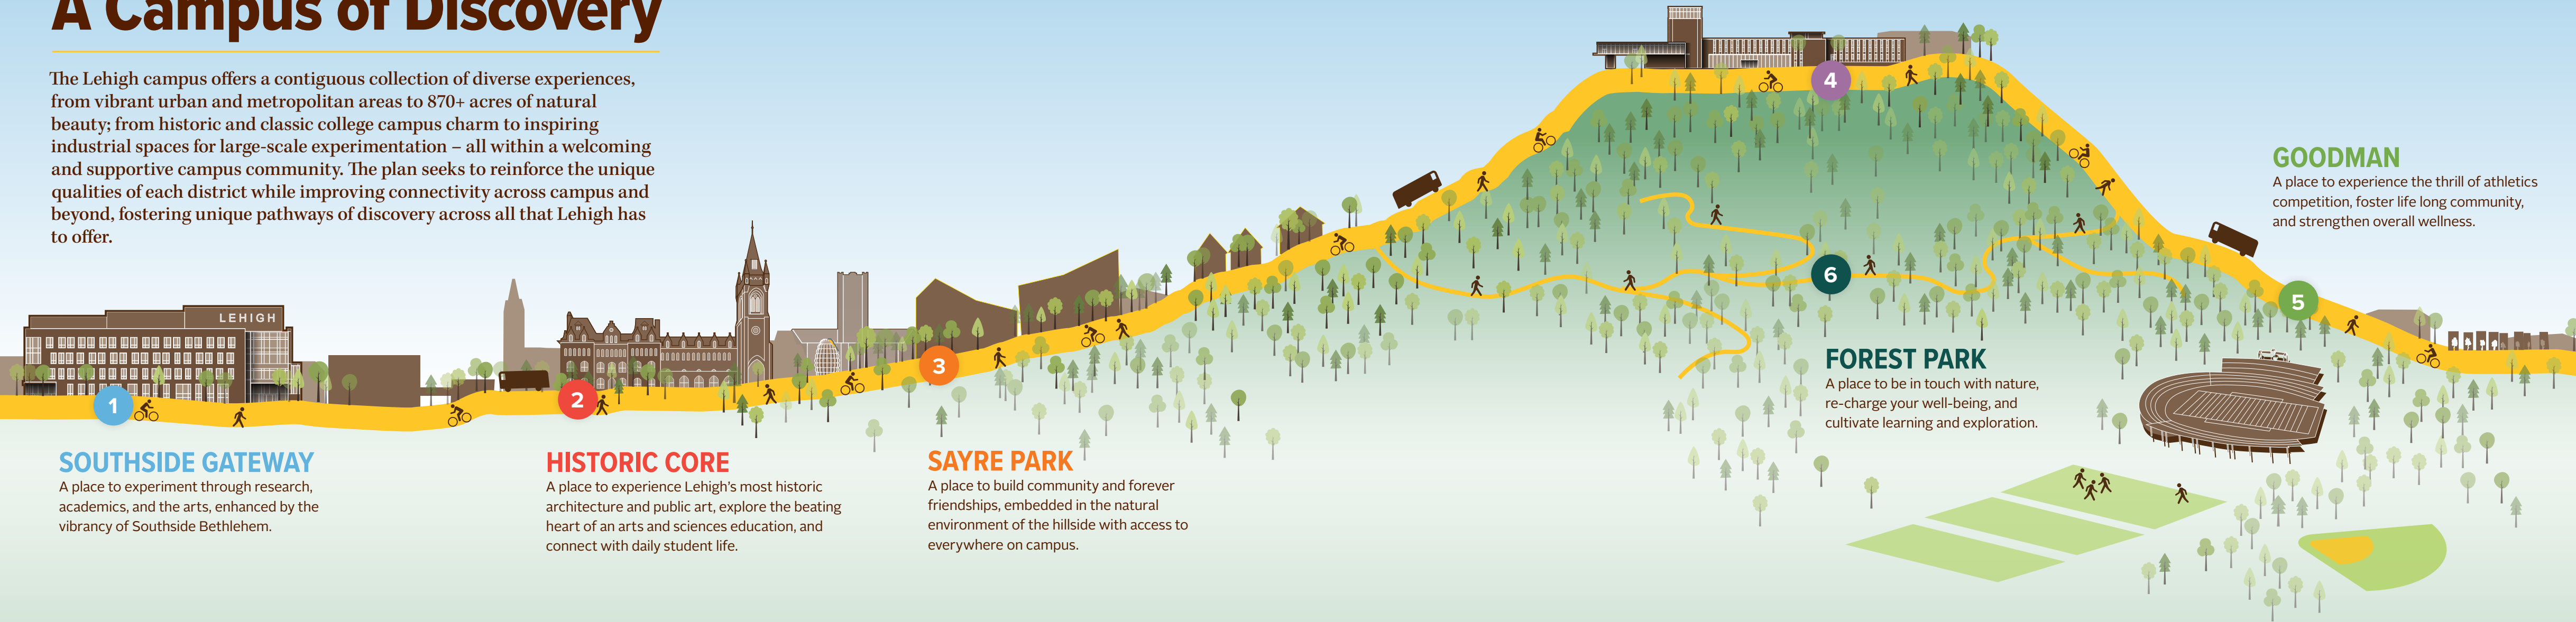 A Campus of Discovery
The Lehigh campus offers a contiguous collection of diverse experiences,
from vibrant urban and metropolitan areas to 870+ acres of natural
beauty; from historic and classic college campus charm to inspiring
industrial spaces for large-scale experimentation – all within a welcoming
and supportive campus community. The plan seeks to reinforce the unique
qualities of each district while improving connectivity across campus and
beyond, fostering unique pathways of discovery across all that Lehigh has
to offer.
LEHIGH
1
2
3
4
5
6
SOUTHSIDE GATEWAY
A place to experiment through research,
academics, and the arts, enhanced by the
vibrancy of Southside Bethlehem.
HISTORIC CORE
A place to experience Lehigh’s most historic
architecture and public art, explore the beating
heart of an arts and sciences education, and
connect with daily student life.
SAYRE PARK
A place to build community and forever
friendships, embedded in the natural
environment of the hillside with access to
everywhere on campus.
FOREST PARK
A place to be in touch with nature,
re-charge your well-being, and
cultivate learning and exploration.
GOODMAN
A place to experience the thrill of athletics
competition, foster life long community,
and strengthen overall wellness.